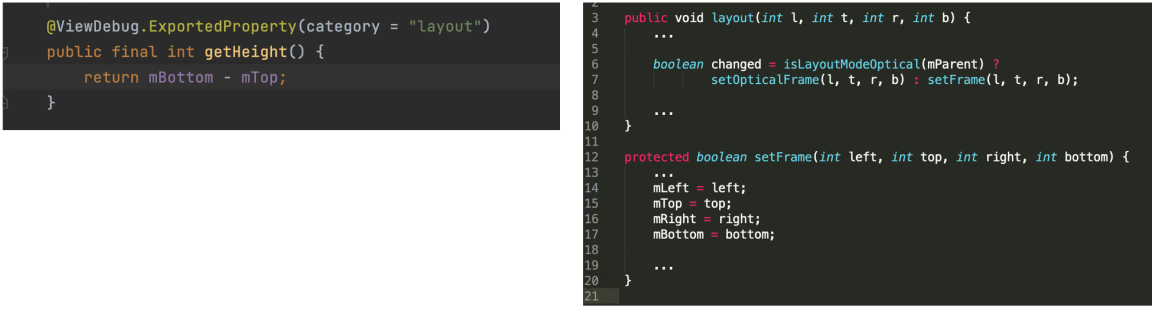 @ViewDebug.ExportedProperty(category = "layout")
public final int getHeight() {
    return mBottom - mTop;
}
3 public void layout(int l, int t, int r, int b) {
4     ...
5
6     boolean changed = isLayoutModeOptical(mParent) ?
7             setOpticalFrame(l, t, r, b) : setFrame(l, t, r, b);
8
9     ...
10 }
11
12 protected boolean setFrame(int left, int top, int right, int bottom) {
13     ...
14     mLeft = left;
15     mTop = top;
16     mRight = right;
17     mBottom = bottom;
18
19     ...
20 }
21